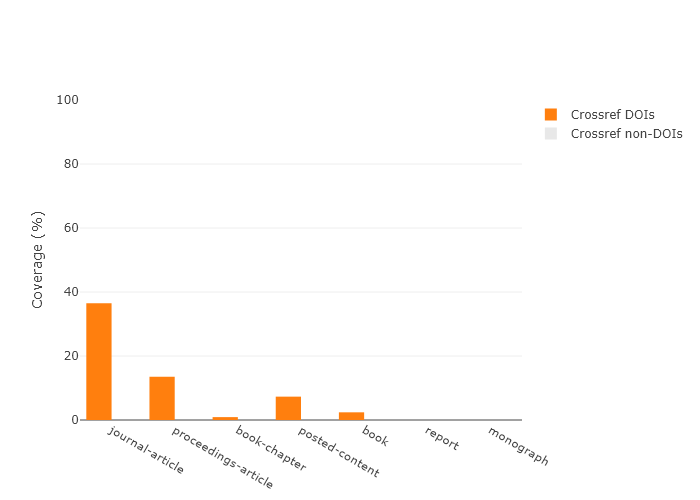 100
80
60
40
20
0
Coverage (%)
journal-article
proceedings-article
book-chapter
posted-content
book
report
monograph
Crossref DOIs
Crossref non-DOIs